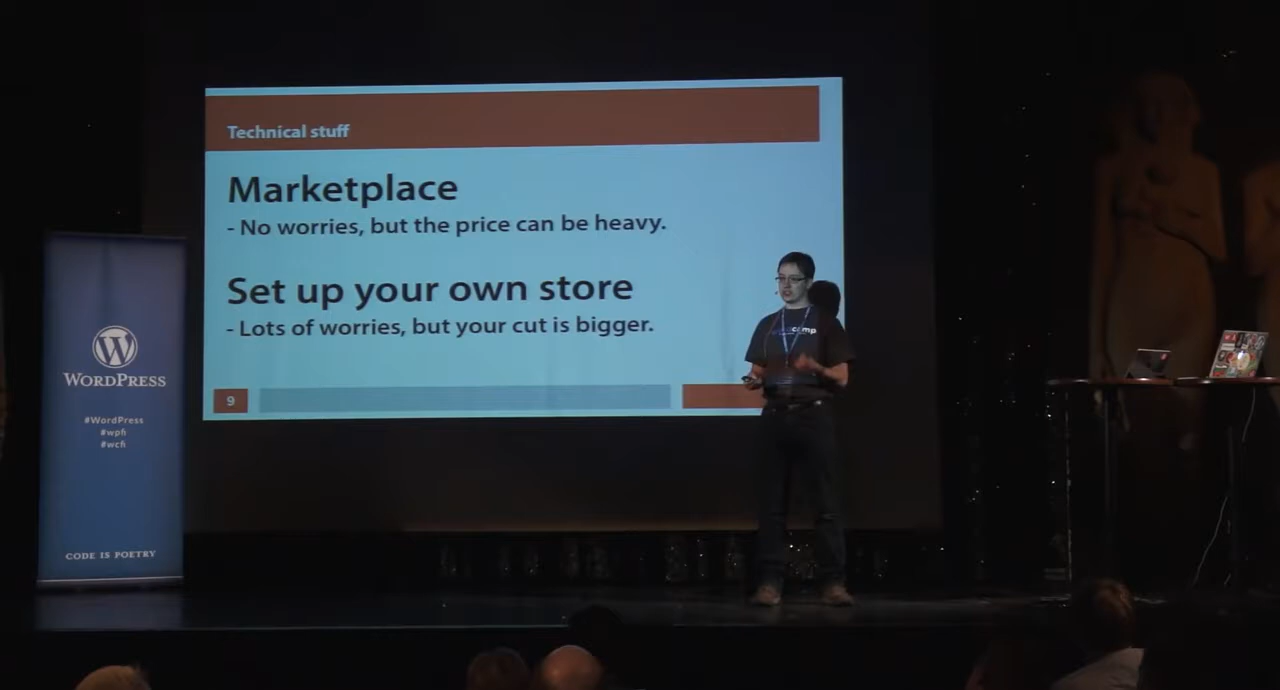 Technical stuff
Marketplace
- No worries, but the price can be heavy.
Set up your own store
- Lots of worries, but your cut is bigger.
9
WORDPRESS
#WordPress
#wpfi
#wcfi
CODE IS POETRY